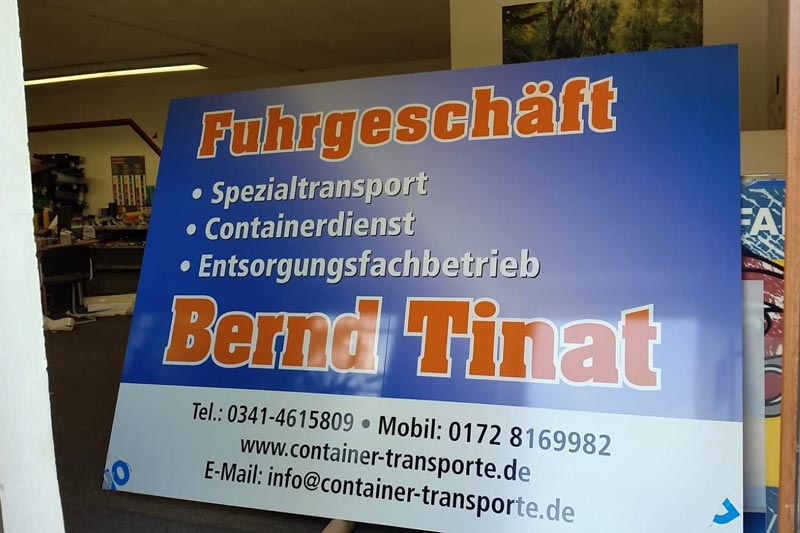 Fuhrgeschäft
• Spezialtransport
• Containerdienst
• Entsorgungsfachbetrieb
Bernd Tinat
Tel.: 0341-4615809 • Mobil: 0172 8169982
www.container-transporte.de
E-Mail: info@container-transporte.de
FA